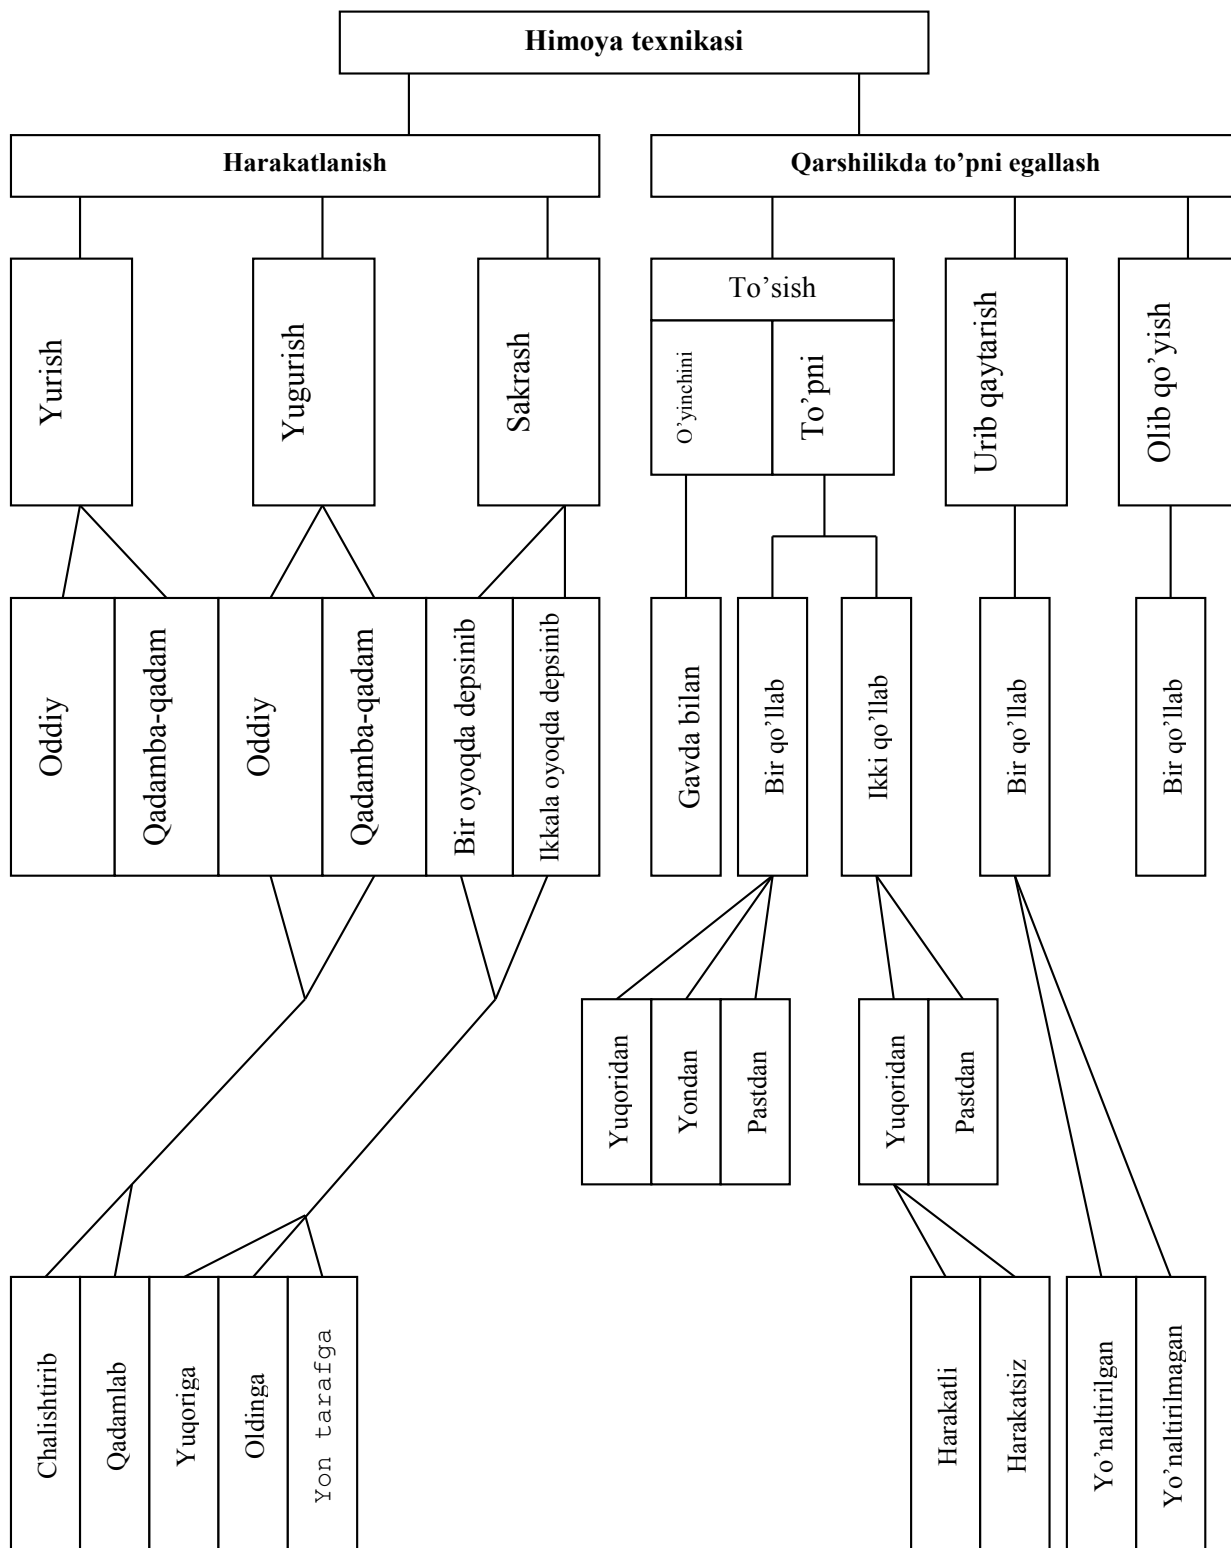 Himoya texnikasi
Harakatlanish
Qarshilikda to’pni egallash
Yurish
Yugurish
Sakrash
To’sish
O’yinchini
To’pni
Urib qaytarish
Olib qo’yish
Oddiy
Qadamba-qadam
Oddiy
Qadamba-qadam
Bir oyoqda depsinib
Ikkala oyoqda depsinib
Gavda bilan
Bir qo’llab
Ikki qo’llab
Bir qo’llab
Bir qo’llab
Yuqoridan
Yondan
Pastdan
Yuqoridan
Pastdan
Chalishtirib
Qadamlab
Yuqoriga
Oldinga
Yon tarafga
Harakatli
Harakatsiz
Yo’naltirilgan
Yo’naltirilmagan